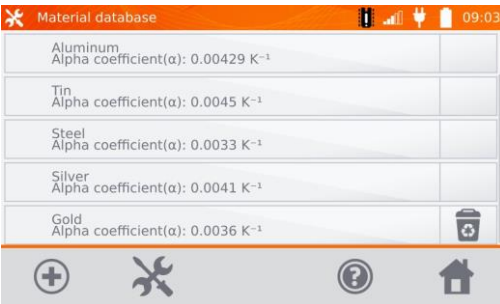 Material database
09:03
Aluminum
Alpha coefficient(α): 0.00429 K⁻¹
Tin
Alpha coefficient(α): 0.0045 K⁻¹
Steel
Alpha coefficient(α): 0.0033 K⁻¹
Silver
Alpha coefficient(α): 0.0041 K⁻¹
Gold
Alpha coefficient(α): 0.0036 K⁻¹